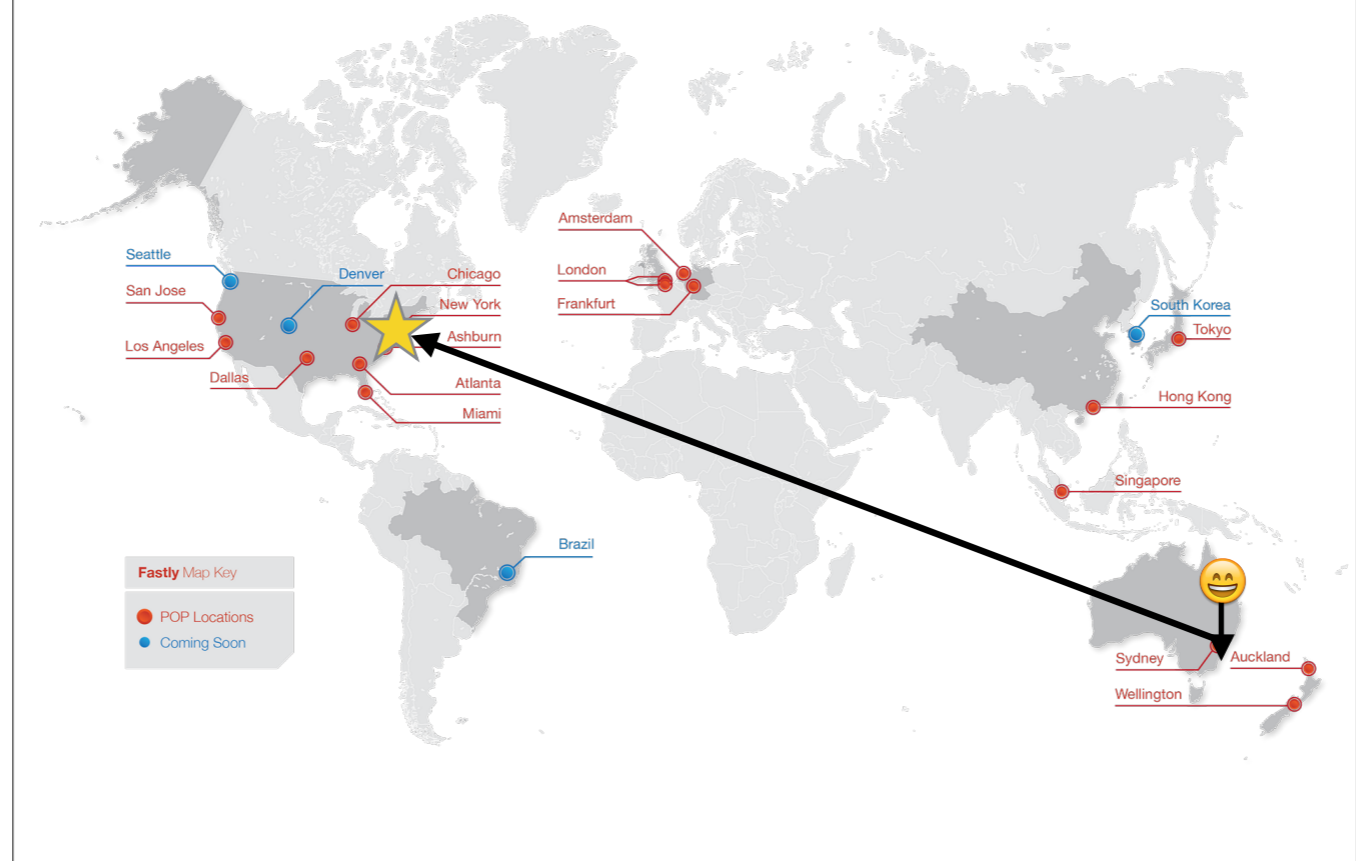 Amsterdam
Seattle
Denver
Chicago
London
San Jose
New York
Frankfurt
South Korea
Tokyo
Los Angeles
Ashburn
Dallas
Atlanta
Miami
Hong Kong
Singapore
Brazil
Fastly Map Key
POP Locations
Coming Soon
Sydney
Auckland
Wellington